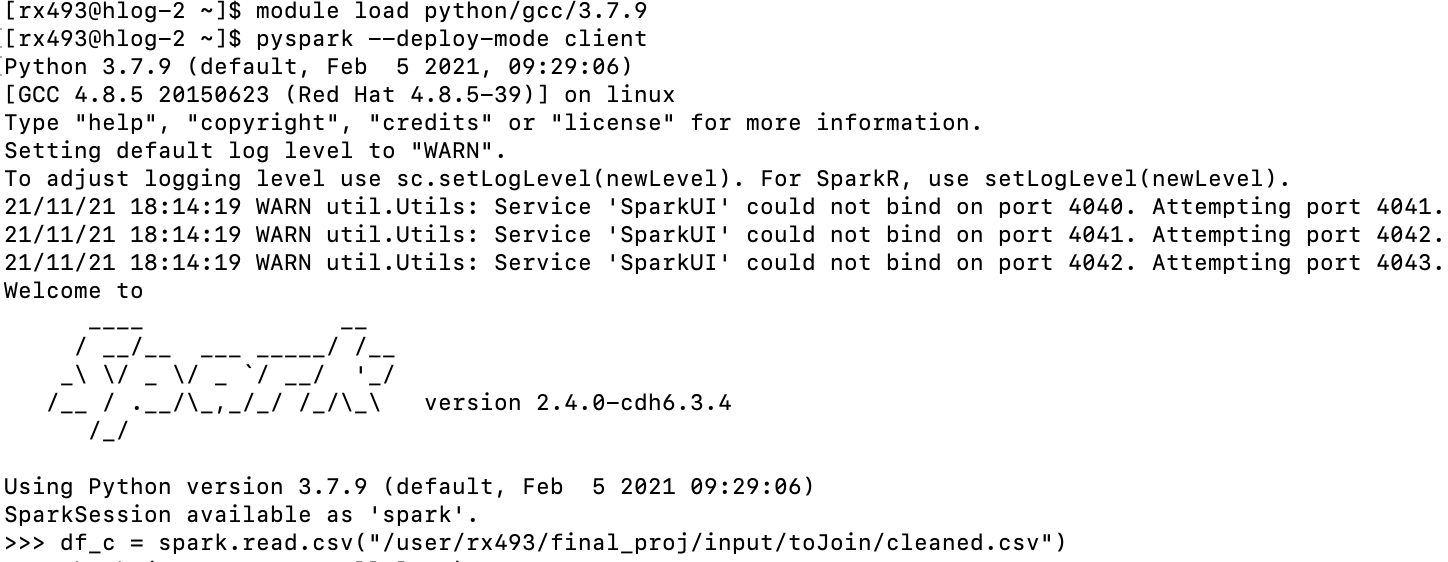 [rx493@hlog-2 ~]$ module load python/gcc/3.7.9
[rx493@hlog-2 ~]$ pyspark --deploy-mode client
Python 3.7.9 (default, Feb  5 2021, 09:29:06)
[GCC 4.8.5 20150623 (Red Hat 4.8.5-39)] on linux
Type "help", "copyright", "credits" or "license" for more information.
Setting default log level to "WARN".
To adjust logging level use sc.setLogLevel(newLevel). For SparkR, use setLogLevel(newLevel).
21/11/21 18:14:19 WARN util.Utils: Service 'SparkUI' could not bind on port 4040. Attempting port 4041.
21/11/21 18:14:19 WARN util.Utils: Service 'SparkUI' could not bind on port 4041. Attempting port 4042.
21/11/21 18:14:19 WARN util.Utils: Service 'SparkUI' could not bind on port 4042. Attempting port 4043.
Welcome to
      ____              __
     / __/__  ___ _____/ /__
    _\ \/ _ \/ _ `/ __/  '_/
   /__ / .__/\_,_/_/ /_/\_\   version 2.4.0-cdh6.3.4
      /_/
Using Python version 3.7.9 (default, Feb  5 2021 09:29:06)
SparkSession available as 'spark'.
>>> df_c = spark.read.csv("/user/rx493/final_proj/input/toJoin/cleaned.csv")